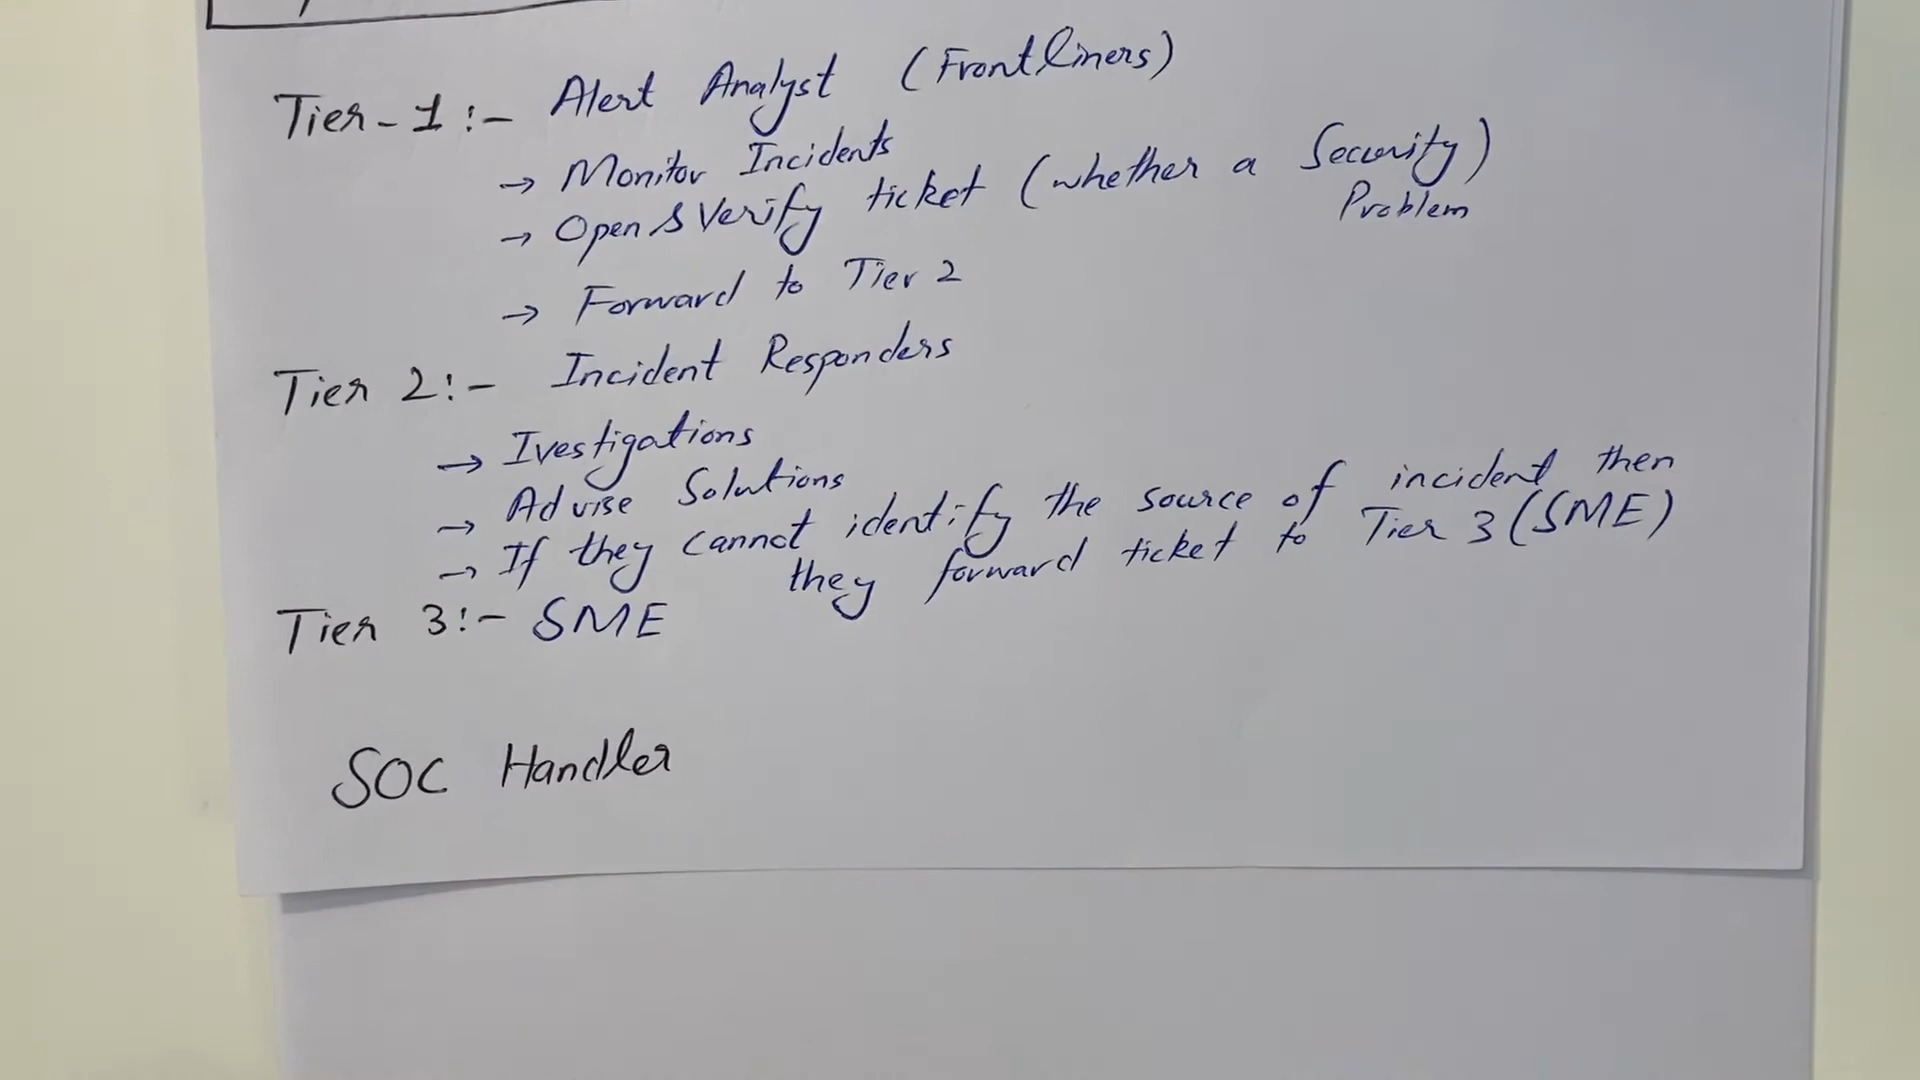 Tier-1:- Alert Analyst (Frontliners)
→ Monitor Incidents
→ Open & Verify ticket (whether a Security)
Problem
→ Forward to Tier 2
Tier 2:- Incident Responders
→ Ivestigations
→ Advise Solutions
→ If they cannot identify the source of incident then
they forward ticket to Tier 3 (SME)
Tier 3:- SME
SOC Handler